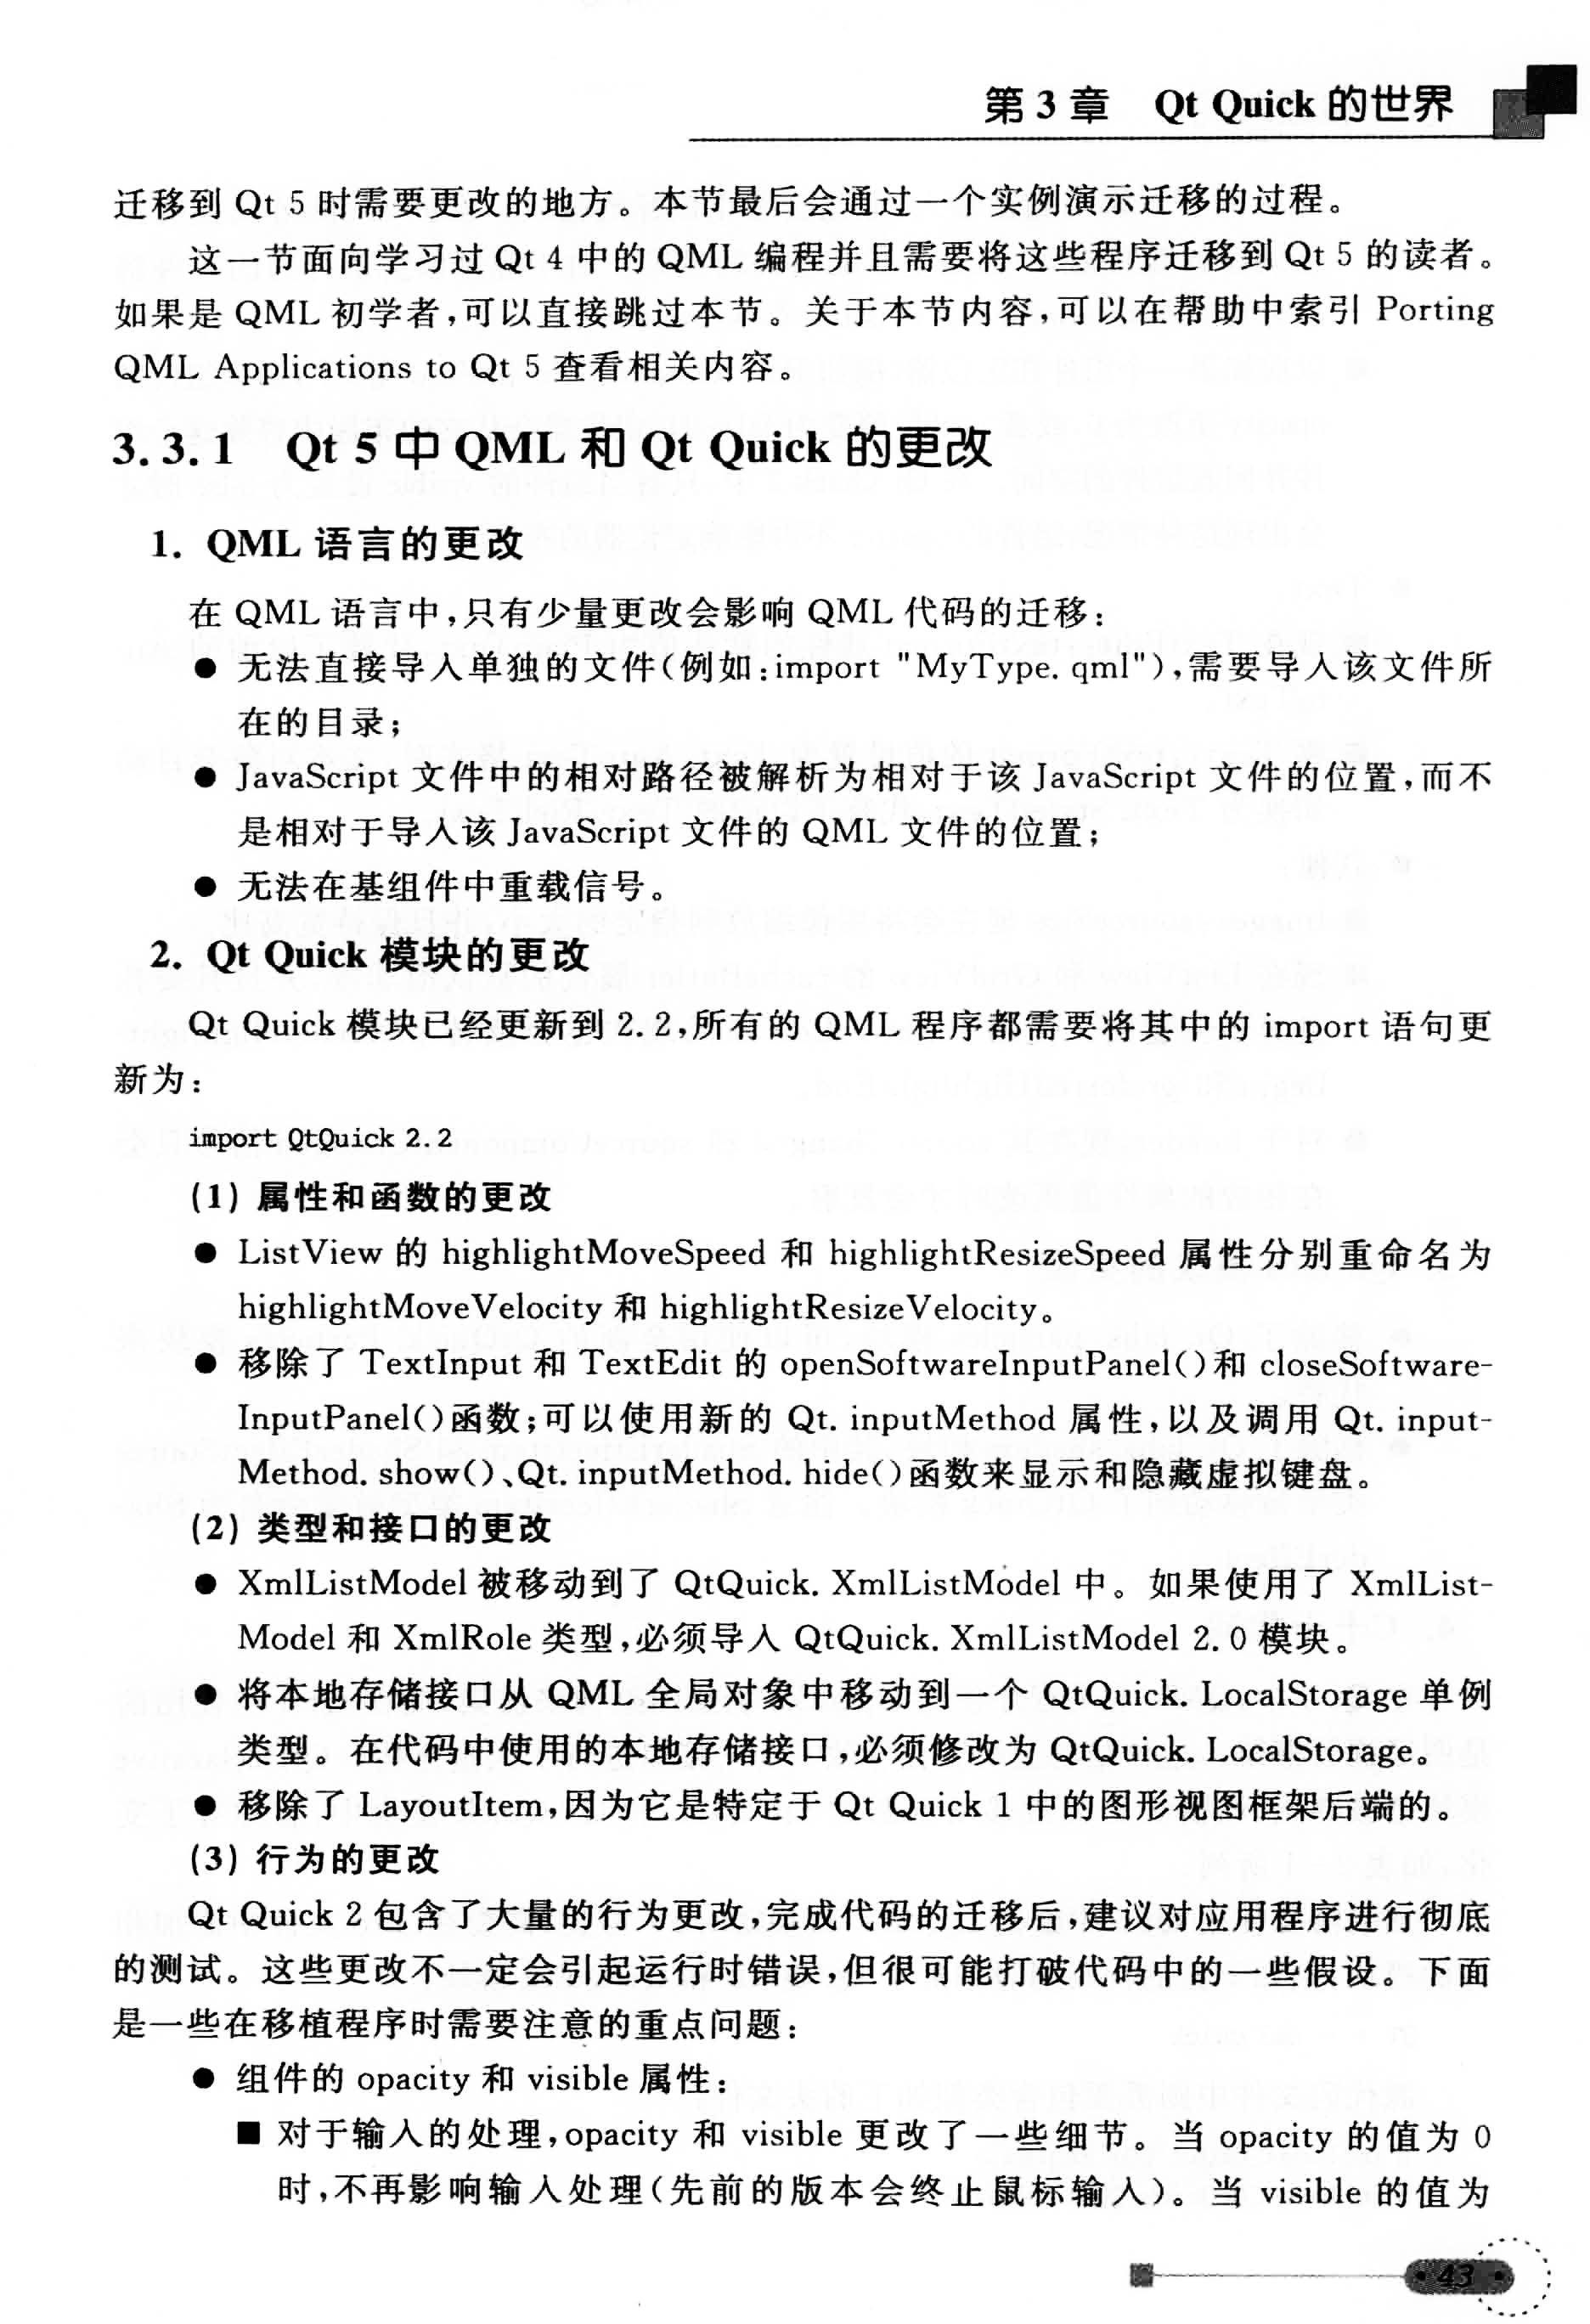 第 3 章 Qt Quick 的世界
迁移到 Qt 5 时需要更改的地方。本节最后会通过一个实例演示迁移的过程。
这一节面向学习过 Qt 4 中的 QML 编程并且需要将这些程序迁移到 Qt 5 的读者。
如果是 QML 初学者,可以直接跳过本节。关于本节内容,可以在帮助中索引 Porting
QML Applications to Qt 5 查看相关内容。
3.3.1 Qt 5 中 QML 和 Qt Quick 的更改
1. QML 语言的更改
在 QML 语言中,只有少量更改会影响 QML 代码的迁移:
● 无法直接导入单独的文件(例如:import "MyType.qml"),需要导入该文件所
在的目录;
● JavaScript 文件中的相对路径被解析为相对于该 JavaScript 文件的位置,而不
是相对于导入该 JavaScript 文件的 QML 文件的位置;
● 无法在基组件中重载信号。
2. Qt Quick 模块的更改
Qt Quick 模块已经更新到 2.2,所有的 QML 程序都需要将其中的 import 语句更
新为:
import QtQuick 2.2
(1) 属性和函数的更改
● ListView 的 highlightMoveSpeed 和 highlightResizeSpeed 属性分别重命名为
highlightMoveVelocity 和 highlightResizeVelocity。
● 移除了 TextInput 和 TextEdit 的 openSoftwareInputPanel()和 closeSoftware-
InputPanel()函数;可以使用新的 Qt.inputMethod 属性,以及调用 Qt.input-
Method.show()、Qt.inputMethod.hide()函数来显示和隐藏虚拟键盘。
(2) 类型和接口的更改
● XmlListModel 被移动到了 QtQuick.XmlListModel 中。如果使用了 XmlList-
Model 和 XmlRole 类型,必须导入 QtQuick.XmlListModel 2.0 模块。
● 将本地存储接口从 QML 全局对象中移动到一个 QtQuick.LocalStorage 单例
类型。在代码中使用的本地存储接口,必须修改为 QtQuick.LocalStorage。
● 移除了 LayoutItem,因为它是特定于 Qt Quick 1 中的图形视图框架后端的。
(3) 行为的更改
Qt Quick 2 包含了大量的行为更改,完成代码的迁移后,建议对应用程序进行彻底
的测试。这些更改不一定会引起运行时错误,但很可能打破代码中的一些假设。下面
是一些在移植程序时需要注意的重点问题:
● 组件的 opacity 和 visible 属性:
■ 对于输入的处理,opacity 和 visible 更改了一些细节。当 opacity 的值为 0
时,不再影响输入处理(先前的版本会终止鼠标输入)。当 visible 的值为
43